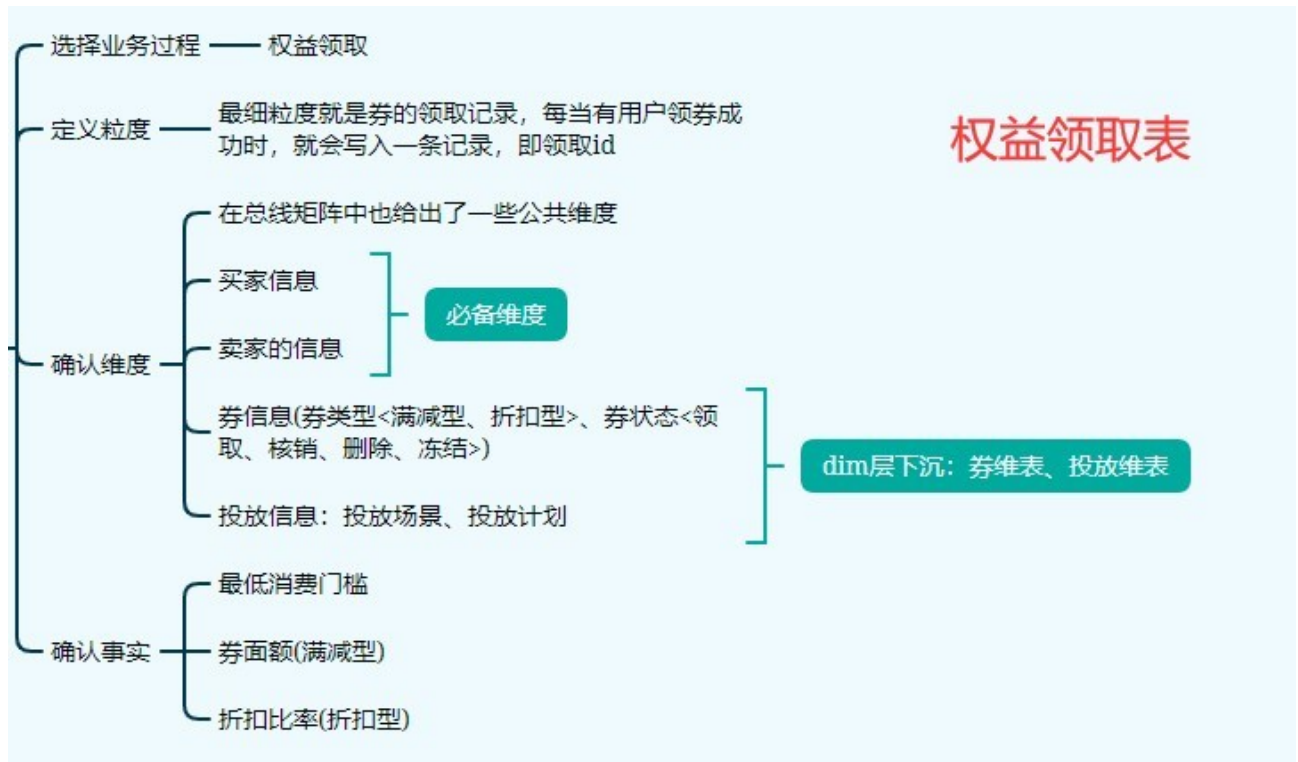 选择业务过程
权益领取
定义粒度
最细粒度就是券的领取记录，每当有用户领券成
功时，就会写入一条记录，即领取id
权益领取表
确认维度
在总线矩阵中也给出了一些公共维度
买家信息
卖家的信息
必备维度
券信息(券类型<满减型、折扣型>、券状态<领
取、核销、删除、冻结>)
投放信息：投放场景、投放计划
dim层下沉：券维表、投放维表
确认事实
最低消费门槛
券面额(满减型)
折扣比率(折扣型)